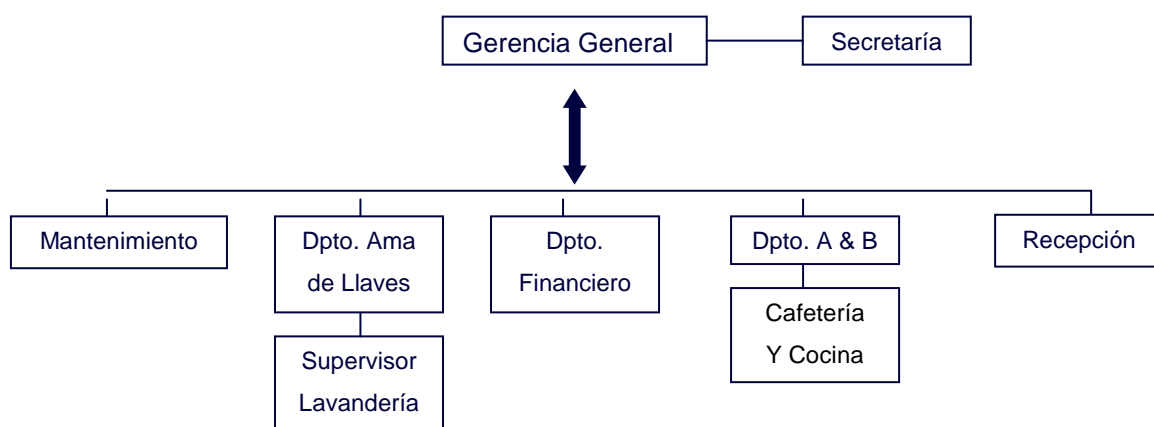 Gerencia General
Secretaría
Mantenimiento
Dpto. Ama
de Llaves
Dpto.
Financiero
Dpto. A & B
Recepción
Cafetería
Y Cocina
Supervisor
Lavandería